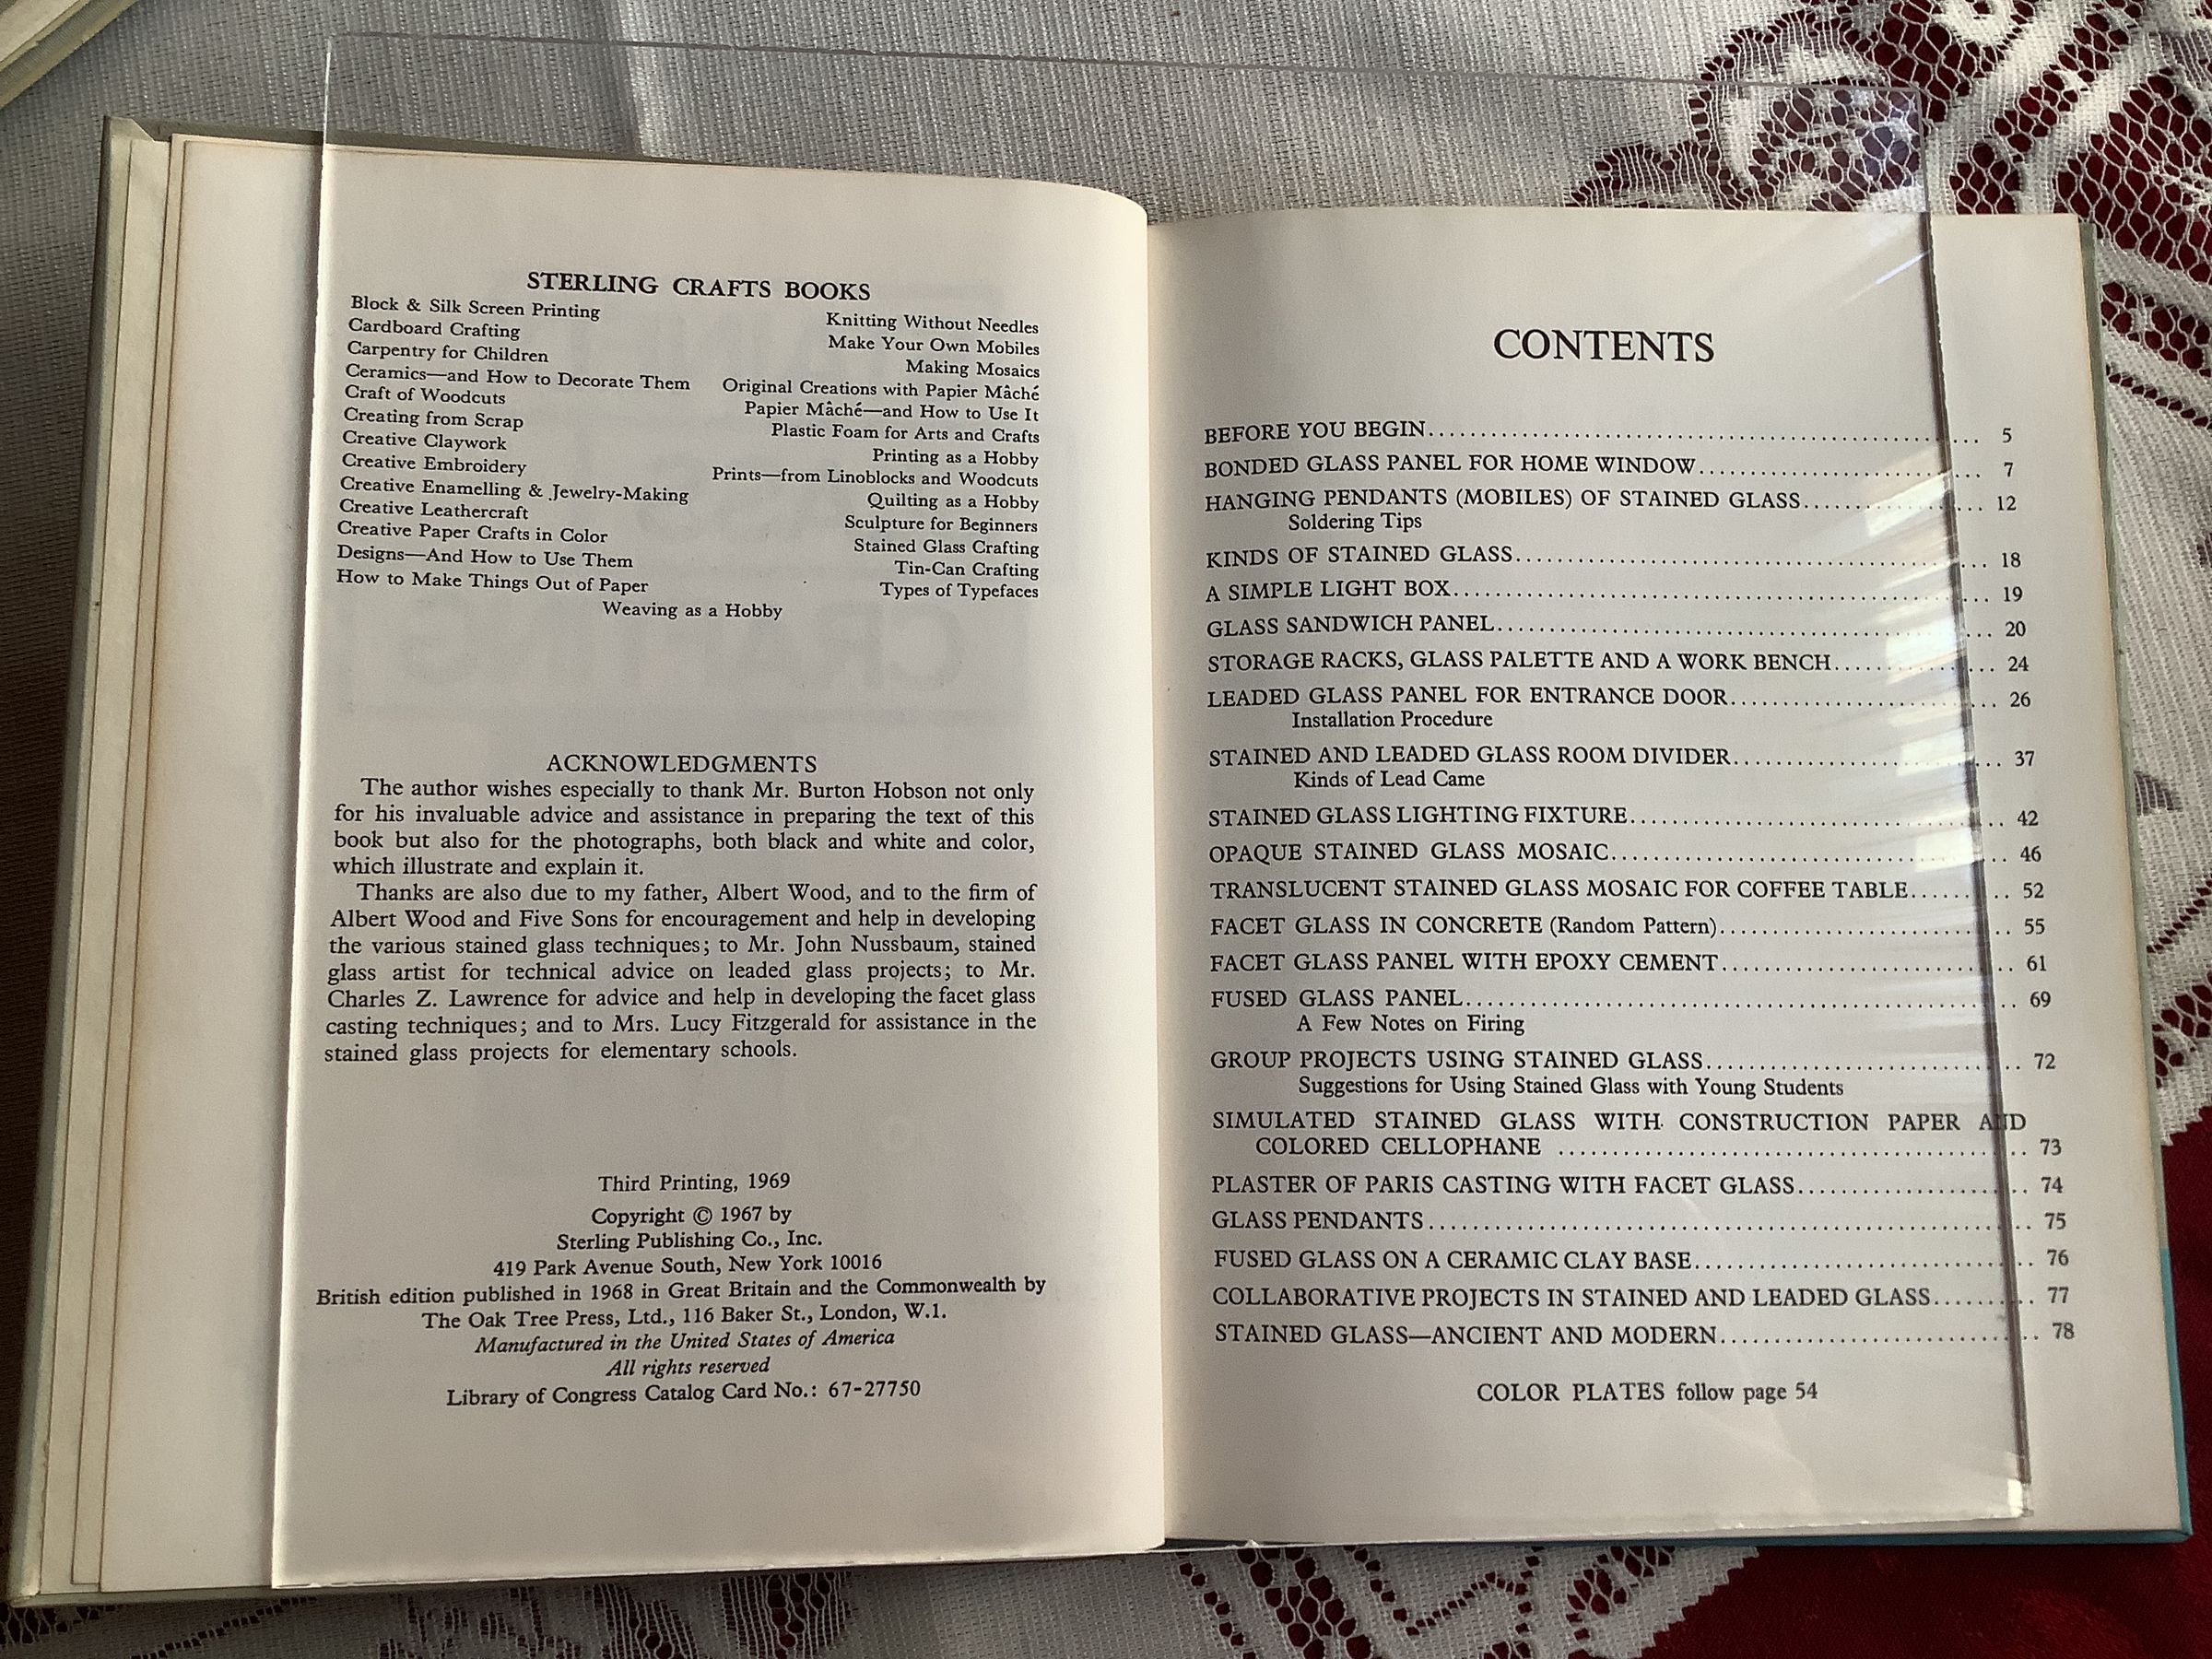 STERLING CRAFTS BOOKS
Block & Silk Screen Printing
Cardboard Crafting
Carpentry for Children
Ceramics—and How to Decorate Them
Craft of Woodcuts
Creating from Scrap
Creative Claywork
Creative Embroidery
Creative Enamelling & Jewelry-Making
Creative Leathercraft
Creative Paper Crafts in Color
Designs—And How to Use Them
How to Make Things Out of Paper
Knitting Without Needles
Make Your Own Mobiles
Making Mosaics
Original Creations with Papier Mâché
Papier Mâché—and How to Use It
Plastic Foam for Arts and Crafts
Printing as a Hobby
Prints—from Linoblocks and Woodcuts
Quilting as a Hobby
Sculpture for Beginners
Stained Glass Crafting
Tin-Can Crafting
Types of Typefaces
Weaving as a Hobby
ACKNOWLEDGMENTS
The author wishes especially to thank Mr. Burton Hobson not only
for his invaluable advice and assistance in preparing the text of this
book but also for the photographs, both black and white and color,
which illustrate and explain it.
Thanks are also due to my father, Albert Wood, and to the firm of
Albert Wood and Five Sons for encouragement and help in developing
the various stained glass techniques; to Mr. John Nussbaum, stained
glass artist for technical advice on leaded glass projects; to Mr.
Charles Z. Lawrence for advice and help in developing the facet glass
casting techniques; and to Mrs. Lucy Fitzgerald for assistance in the
stained glass projects for elementary schools.
Third Printing, 1969
Copyright © 1967 by
Sterling Publishing Co., Inc.
419 Park Avenue South, New York 10016
British edition published in 1968 in Great Britain and the Commonwealth by
The Oak Tree Press, Ltd., 116 Baker St., London, W.1.
Manufactured in the United States of America
All rights reserved
Library of Congress Catalog Card No.: 67-27750
CONTENTS
BEFORE YOU BEGIN.......... 5
BONDED GLASS PANEL FOR HOME WINDOW.......... 7
HANGING PENDANTS (MOBILES) OF STAINED GLASS.......... 12
Soldering Tips
KINDS OF STAINED GLASS.......... 18
A SIMPLE LIGHT BOX.......... 19
GLASS SANDWICH PANEL.......... 20
STORAGE RACKS, GLASS PALETTE AND A WORK BENCH.......... 24
LEADED GLASS PANEL FOR ENTRANCE DOOR.......... 26
Installation Procedure
STAINED AND LEADED GLASS ROOM DIVIDER.......... 37
Kinds of Lead Came
STAINED GLASS LIGHTING FIXTURE.......... 42
OPAQUE STAINED GLASS MOSAIC.......... 46
TRANSLUCENT STAINED GLASS MOSAIC FOR COFFEE TABLE.......... 52
FACET GLASS IN CONCRETE (Random Pattern).......... 55
FACET GLASS PANEL WITH EPOXY CEMENT.......... 61
FUSED GLASS PANEL.......... 69
A Few Notes on Firing
GROUP PROJECTS USING STAINED GLASS.......... 72
Suggestions for Using Stained Glass with Young Students
SIMULATED STAINED GLASS WITH CONSTRUCTION PAPER AND
COLORED CELLOPHANE .......... 73
PLASTER OF PARIS CASTING WITH FACET GLASS.......... 74
GLASS PENDANTS.......... 75
FUSED GLASS ON A CERAMIC CLAY BASE.......... 76
COLLABORATIVE PROJECTS IN STAINED AND LEADED GLASS.......... 77
STAINED GLASS—ANCIENT AND MODERN.......... 78
COLOR PLATES follow page 54